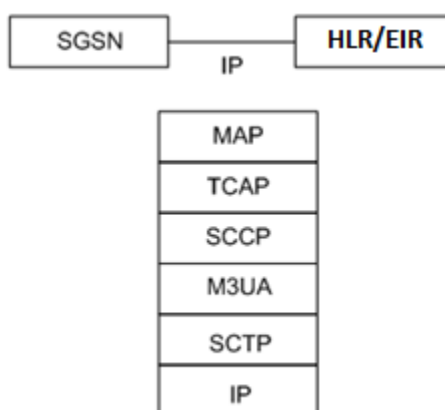 SGSN
HLR/EIR
IP
MAP
TCAP
SCCP
M3UA
SCTP
IP